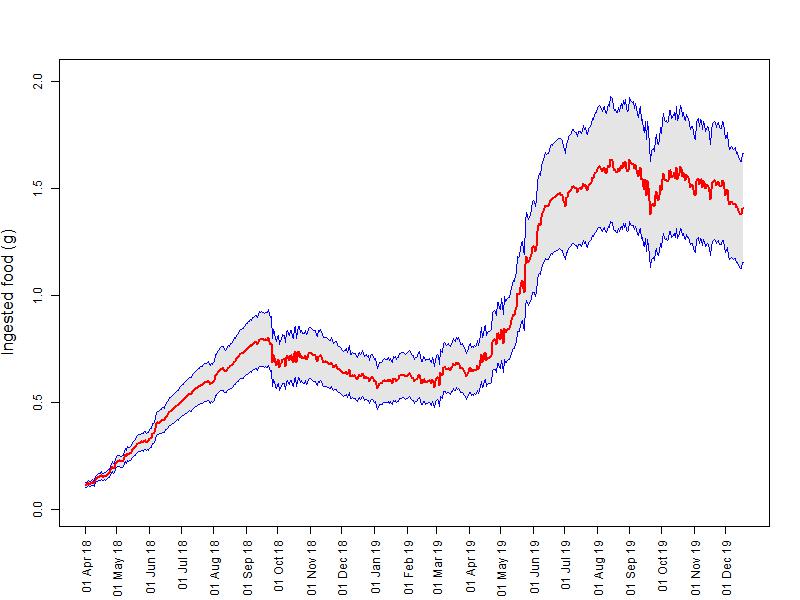 Ingested food (g)
2.0
1.5
1.0
0.5
0.0
01 Apr 18
01 May 18
01 Jun 18
01 Jul 18
01 Aug 18
01 Sep 18
01 Oct 18
01 Nov 18
01 Dec 18
01 Jan 19
01 Feb 19
01 Mar 19
01 Apr 19
01 May 19
01 Jun 19
01 Jul 19
01 Aug 19
01 Sep 19
01 Oct 19
01 Nov 19
01 Dec 19